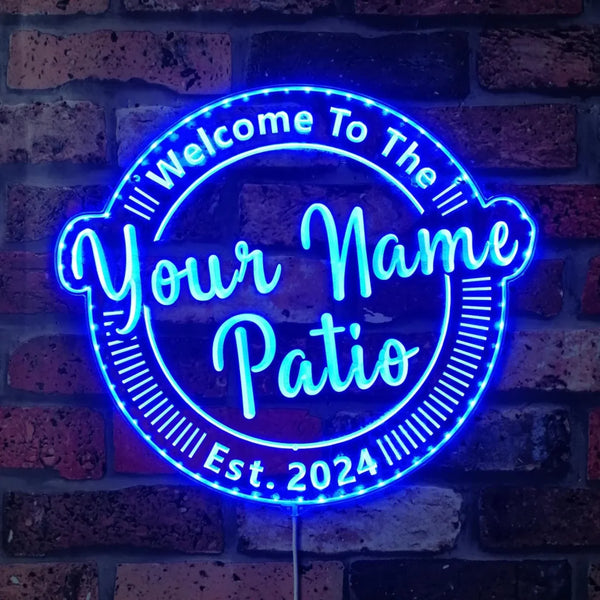 Welcome To The
Your Name
Patio
Est. 2024